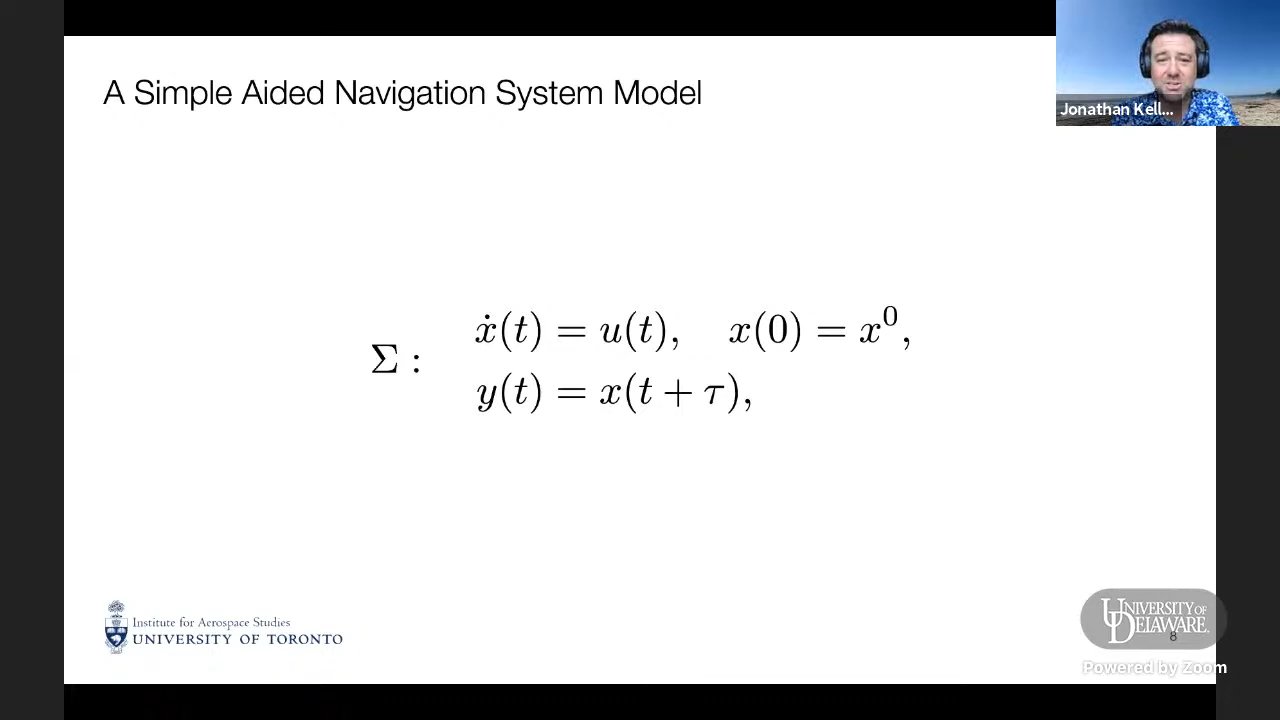 A Simple Aided Navigation System Model
Jonathan Kell...
Σ :
ẋ(t) = u(t), x(0) = x⁰,
y(t) = x(t + τ),
Institute for Aerospace Studies
UNIVERSITY OF TORONTO
UNIVERSITY OF
DELAWARE.
8
Powered by Zoom